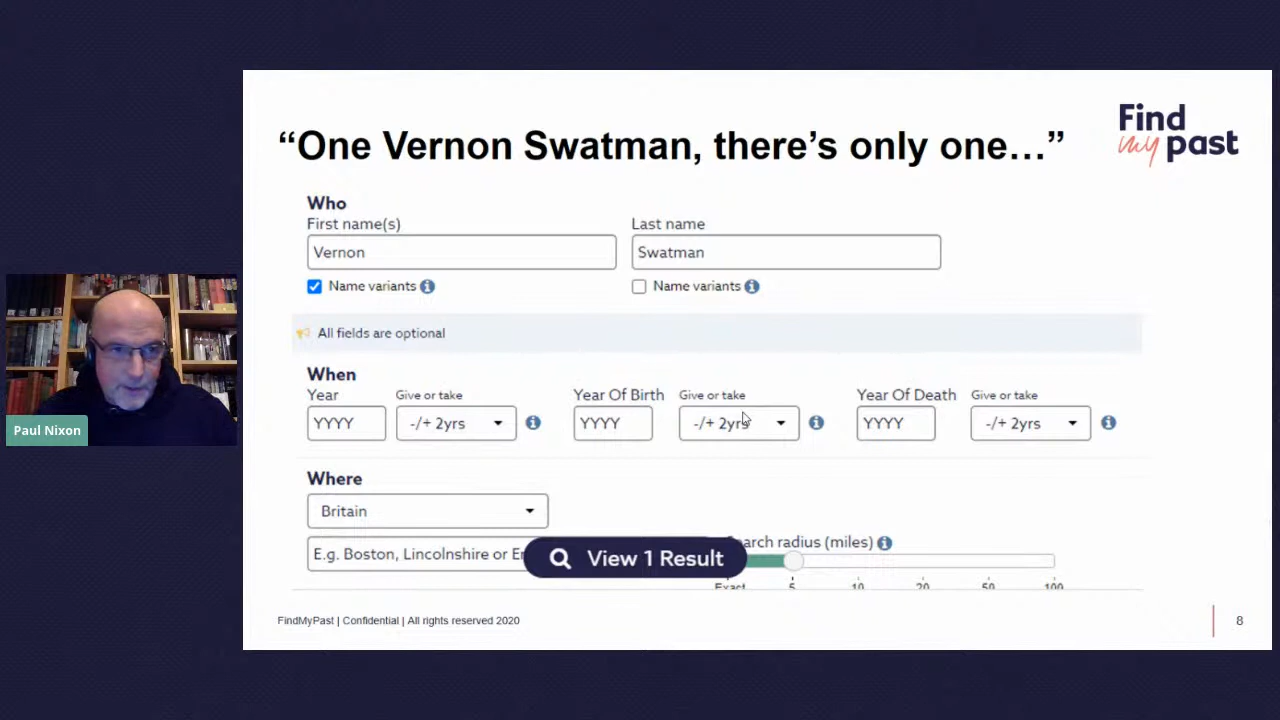 “One Vernon Swatman, there’s only one…”
Find
my past
Who
First name(s) Last name
Vernon Swatman
Name variants Name variants
All fields are optional
When
Year Give or take Year Of Birth Give or take Year Of Death Give or take
YYYY -/+ 2yrs YYYY -/+ 2yrs YYYY -/+ 2yrs
Paul Nixon
Where
Britain
Search radius (miles)
E.g. Boston, Lincolnshire or
View 1 Result
Exact 5 10 20 50 100
FindMyPast | Confidential | All rights reserved 2020 8